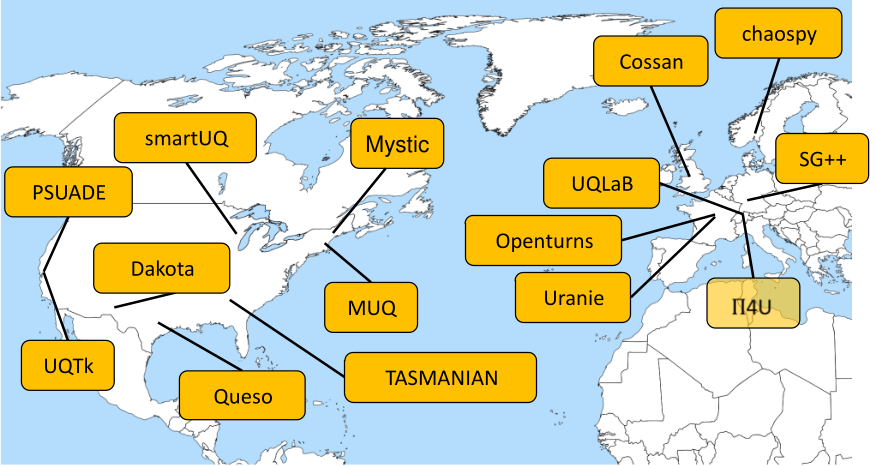 chaospy
Cossan
smartUQ
Mystic
SG++
PSUADE
UQLaB
Openturns
Dakota
Uranie
MUQ
Π4U
UQTk
TASMANIAN
Queso